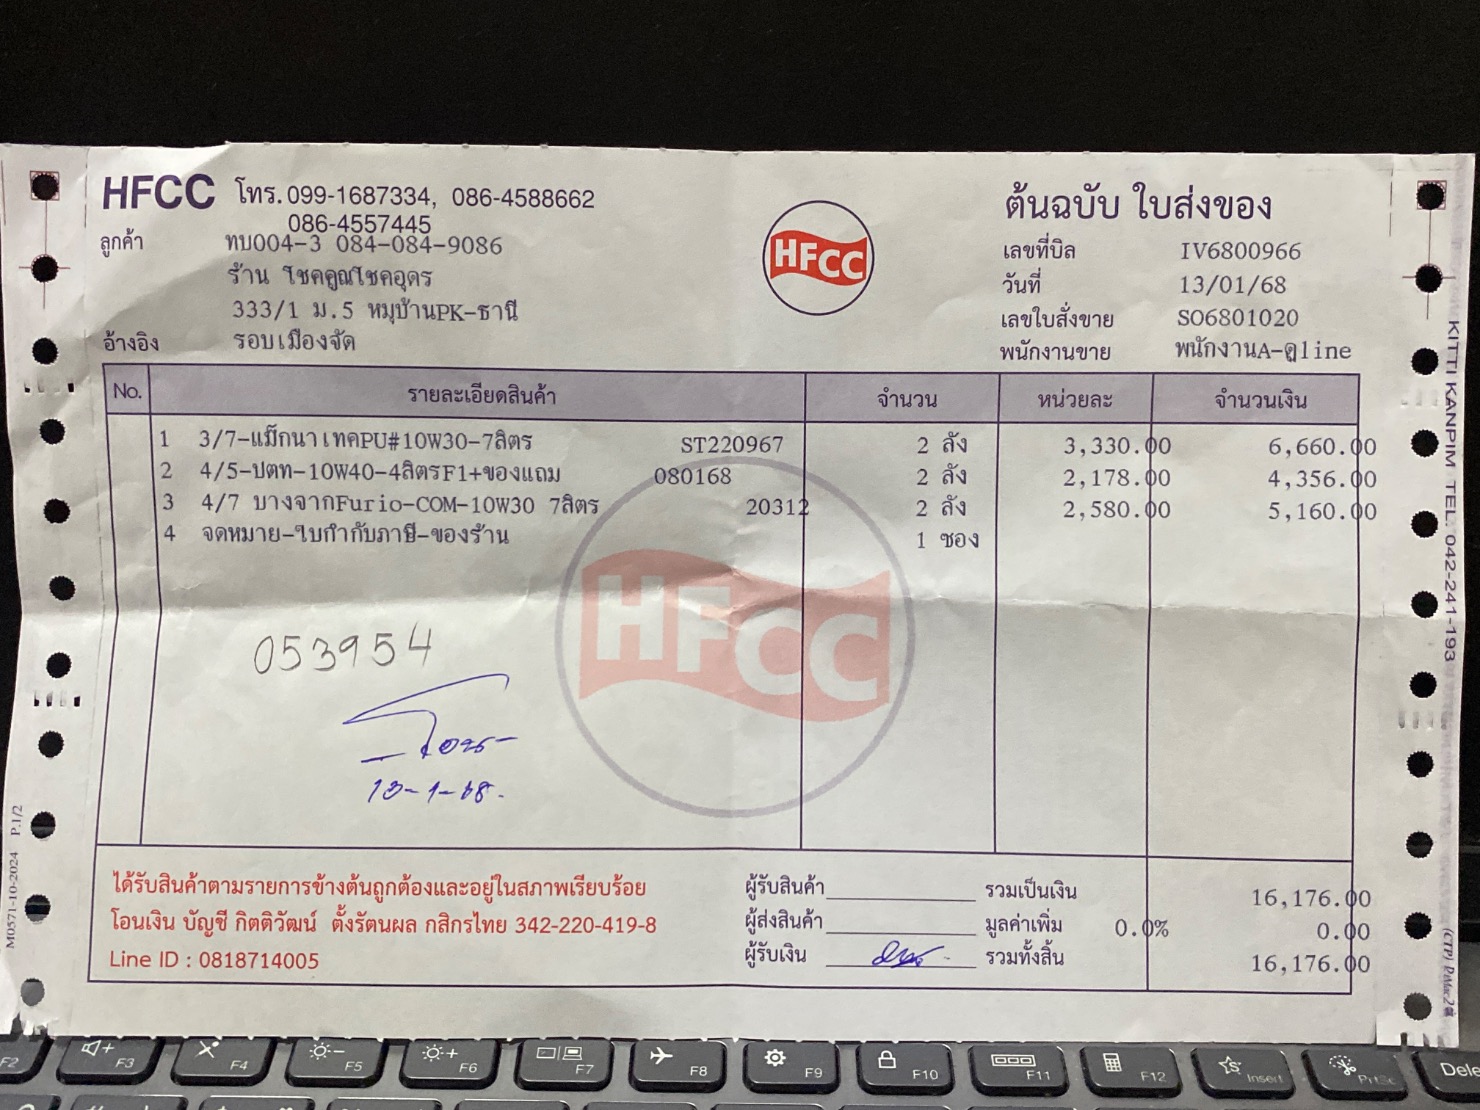 HFCC โทร. 099-1687334, 086-4588662
086-4557445
ต้นฉบับ ใบส่งของ
HFCC
ลูกค้า ทบ004-3 084-084-9086
ร้าน โชคคูณโชคอุดร
333/1 ม.5 หมู่บ้านPK-ธานี
อ้างอิง รอบเมืองจัด
เลขที่บิล IV6800966
วันที่ 13/01/68
เลขใบสั่งขาย SO6801020
พนักงานขาย พนักงานA-ดูline
No. รายละเอียดสินค้า จำนวน หน่วยละ จำนวนเงิน
1 3/7-แม๊กนาเทคPU#10W30-7ลิตร ST220967 2 ลัง 3,330.00 6,660.00
2 4/5-ปตท-10W40-4ลิตรF1+ของแถม 080168 2 ลัง 2,178.00 4,356.00
3 4/7 บางจากFurio-COM-10W30 7ลิตร 20312 2 ลัง 2,580.00 5,160.00
4 จดหมาย-ใบกำกับภาษี-ของร้าน 1 ซอง
HFCC
053954
13-1-68.
ได้รับสินค้าตามรายการข้างต้นถูกต้องและอยู่ในสภาพเรียบร้อย
โอนเงิน บัญชี กิตติวัฒน์ ตั้งรัตนผล กสิกรไทย 342-220-419-8
Line ID : 0818714005
ผู้รับสินค้า
ผู้ส่งสินค้า
ผู้รับเงิน
รวมเป็นเงิน 16,176.00
มูลค่าเพิ่ม 0.0% 0.00
รวมทั้งสิ้น 16,176.00
M0571-10-2024 P.1/2
KITTI KANPIM TEL. 042-241-193
F2 F3 F4 F5 F6 F7 F8 F9 F10 F11 F12 Insert PrtSc Dele